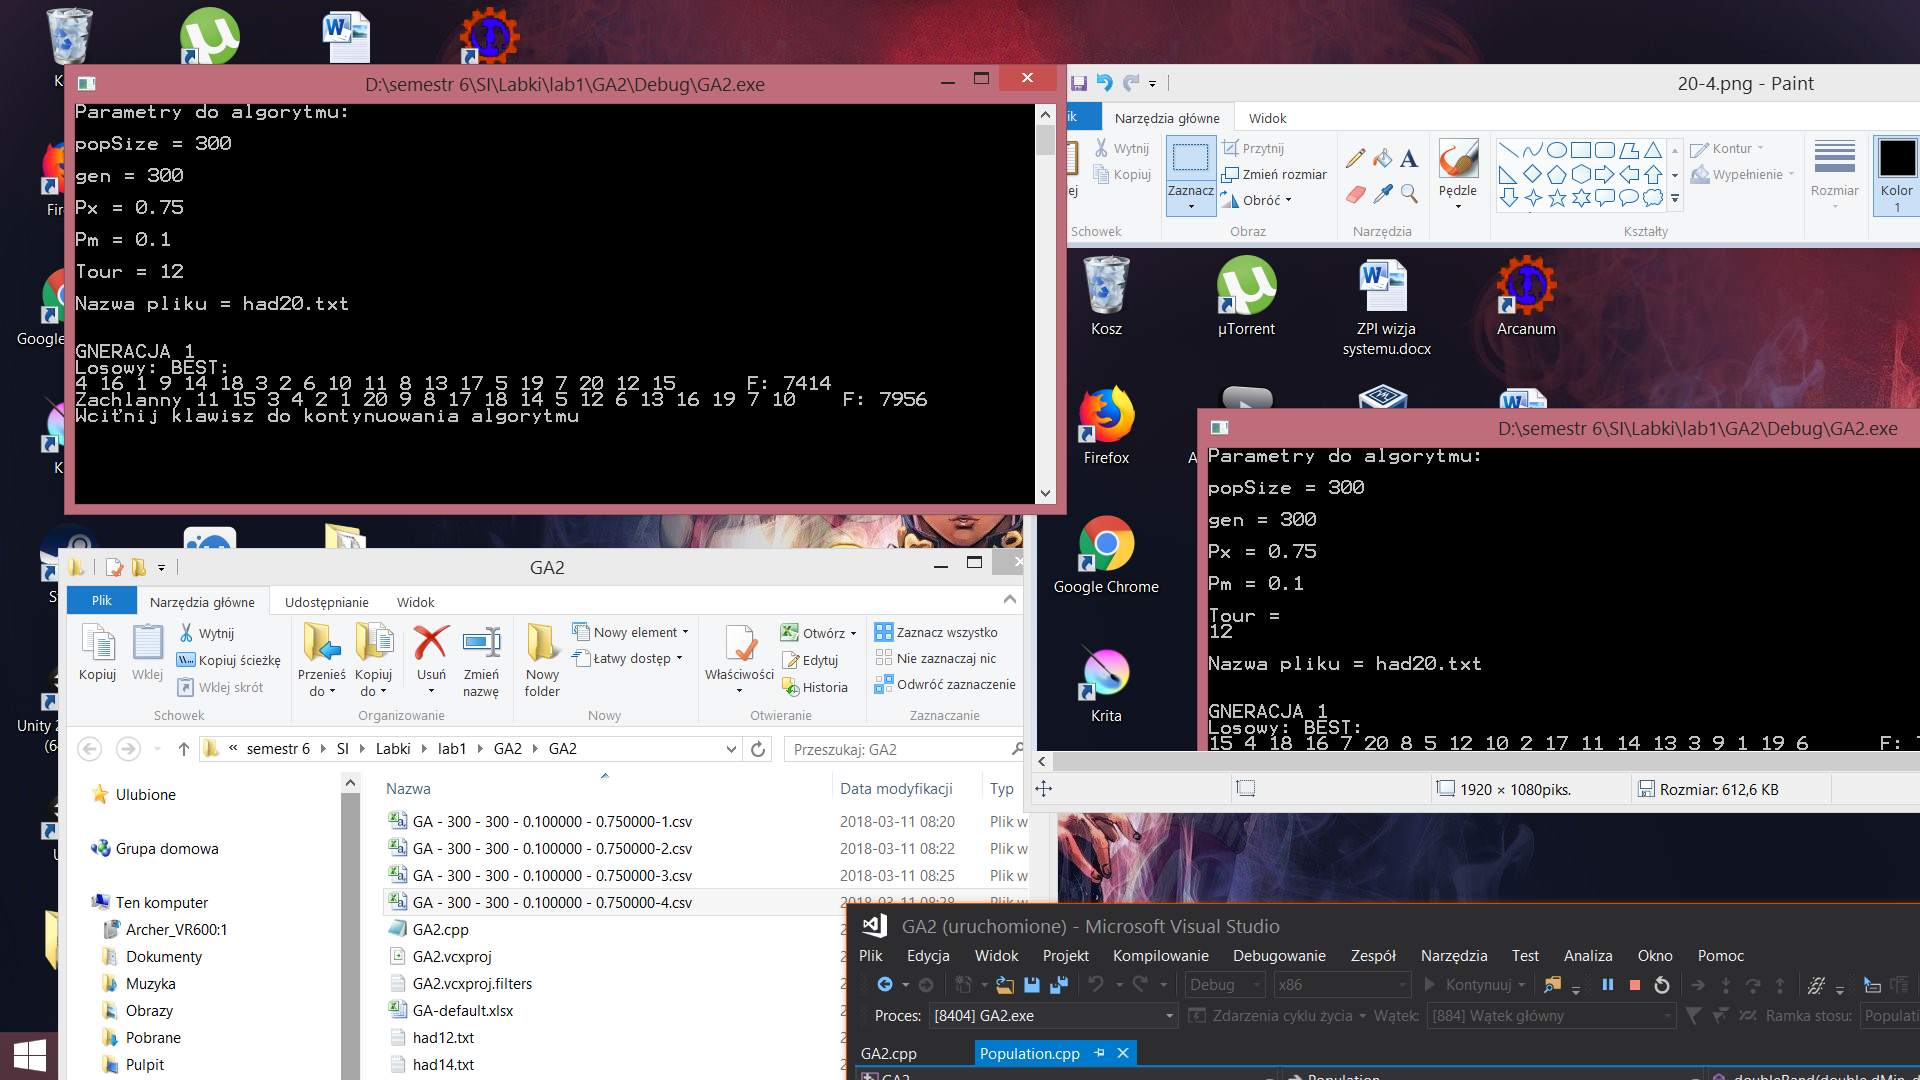 D:\semestr 6\SI\Labki\lab1\GA2\Debug\GA2.exe
Parametry do algorytmu:
popSize = 300
gen = 300
Px = 0.75
Pm = 0.1
Tour = 12
Nazwa pliku = had20.txt
GNERACJA 1
Losowy: BEST:
4 16 1 9 14 18 3 2 6 10 11 8 13 17 5 19 7 20 12 15 F: 7414
Zachlanny 11 15 3 4 2 1 20 9 8 17 18 14 5 12 6 13 16 19 7 10 F: 7956
Wciťnij klawisz do kontynuowania algorytmu
20-4.png - Paint
Narzędzia główne Widok
Wytnij
Kopiuj
Schowek
Zaznacz
Przytnij
Zmień rozmiar
Obróć
Obraz
Narzędzia
Pędzle
Kontur
Wypełnienie
Kształty
Rozmiar
Kolor
1
Kosz
µTorrent
ZPI wizja
systemu.docx
Arcanum
Firefox
Google Chrome
Krita
D:\semestr 6\SI\Labki\lab1\GA2\Debug\GA2.exe
Parametry do algorytmu:
popSize = 300
gen = 300
Px = 0.75
Pm = 0.1
Tour =
12
Nazwa pliku = had20.txt
GNERACJA 1
Losowy: BEST:
15 4 18 16 7 20 8 5 12 10 2 17 11 14 13 3 9 1 19 6 F:
1920 × 1080piks.
Rozmiar: 612,6 KB
Google
Unity
GA2
Plik Narzędzia główne Udostępnianie Widok
Kopiuj
Wklej
Wytnij
Kopiuj ścieżkę
Wklej skrót
Schowek
Przenieś
do
Kopiuj
do
Usuń
Zmień
nazwę
Organizowanie
Nowy
folder
Nowy element
Łatwy dostęp
Nowy
Właściwości
Otwórz
Edytuj
Historia
Otwieranie
Zaznacz wszystko
Nie zaznaczaj nic
Odwróć zaznaczenie
Zaznaczanie
« semestr 6 SI Labki lab1 GA2 GA2
Przeszukaj: GA2
Ulubione
Grupa domowa
Ten komputer
Archer_VR600:1
Dokumenty
Muzyka
Obrazy
Pobrane
Pulpit
Nazwa Data modyfikacji Typ
GA - 300 - 300 - 0.100000 - 0.750000-1.csv 2018-03-11 08:20 Plik w
GA - 300 - 300 - 0.100000 - 0.750000-2.csv 2018-03-11 08:22 Plik w
GA - 300 - 300 - 0.100000 - 0.750000-3.csv 2018-03-11 08:25 Plik w
GA - 300 - 300 - 0.100000 - 0.750000-4.csv 2018-03-11 08:28 Plik w
GA2.cpp
GA2.vcxproj
GA2.vcxproj.filters
GA-default.xlsx
had12.txt
had14.txt
GA2 (uruchomione) - Microsoft Visual Studio
Plik Edycja Widok Projekt Kompilowanie Debugowanie Zespół Narzędzia Test Analiza Okno Pomoc
Debug x86 Kontynuuj
Proces: [8404] GA2.exe Zdarzenia cyklu życia Wątek: [884] Wątek główny Ramka stosu: Populati
GA2.cpp Population.cpp
GA2 Population